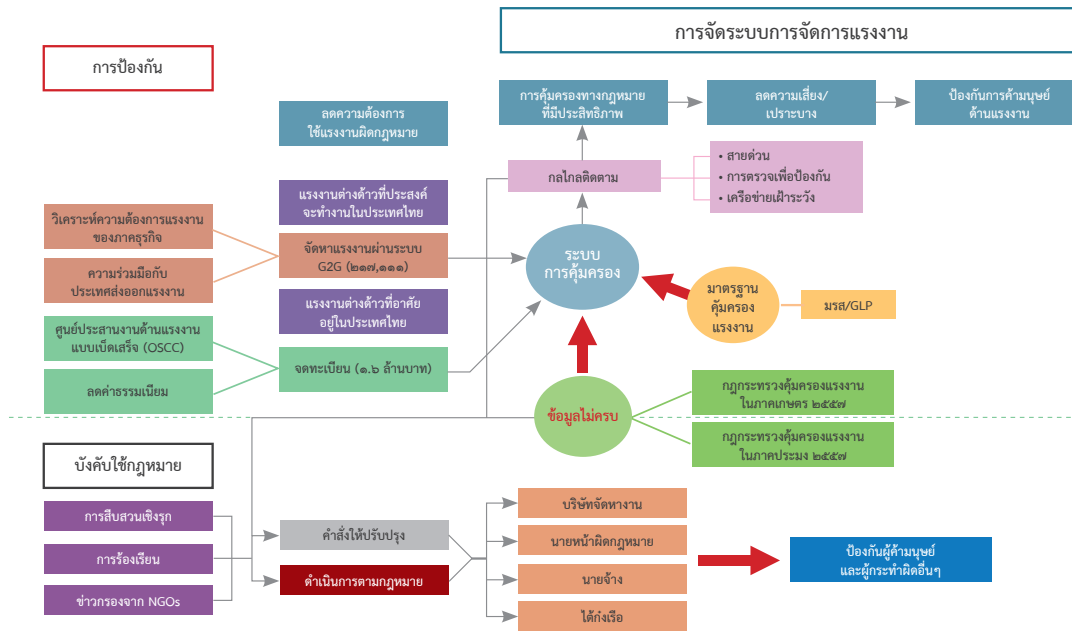 การจัดระบบการจัดการแรงงาน
การป้องกัน
การคุ้มครองทางกฎหมาย
ที่มีประสิทธิภาพ
ลดความเสี่ยง/
เปราะบาง
ป้องกันการค้ามนุษย์
ด้านแรงงาน
ลดความต้องการ
ใช้แรงงานผิดกฎหมาย
กลไกลติดตาม
• สายด่วน
• การตรวจเพื่อป้องกัน
• เครือข่ายเฝ้าระวัง
แรงงานต่างด้าวที่ประสงค์
จะทำงานในประเทศไทย
วิเคราะห์ความต้องการแรงงาน
ของภาคธุรกิจ
จัดหาแรงงานผ่านระบบ
G2G (๒๑๗,๑๑๑)
ความร่วมมือกับ
ประเทศส่งออกแรงงาน
ระบบ
การคุ้มครอง
มาตรฐาน
คุ้มครอง
แรงงาน
มรส/GLP
แรงงานต่างด้าวที่อาศัย
อยู่ในประเทศไทย
ศูนย์ประสานงานด้านแรงงาน
แบบเบ็ดเสร็จ (OSCC)
จดทะเบียน (๑.๖ ล้านบาท)
ลดค่าธรรมเนียม
ข้อมูลไม่ครบ
กฎกระทรวงคุ้มครองแรงงาน
ในภาคเกษตร ๒๕๕๗
กฎกระทรวงคุ้มครองแรงงาน
ในภาคประมง ๒๕๕๗
บังคับใช้กฎหมาย
การสืบสวนเชิงรุก
การร้องเรียน
ข่าวกรองจาก NGOs
คำสั่งให้ปรับปรุง
ดำเนินการตามกฎหมาย
บริษัทจัดหางาน
นายหน้าผิดกฎหมาย
นายจ้าง
ไต้ก๋งเรือ
ป้องกันผู้ค้ามนุษย์
และผู้กระทำผิดอื่นๆ